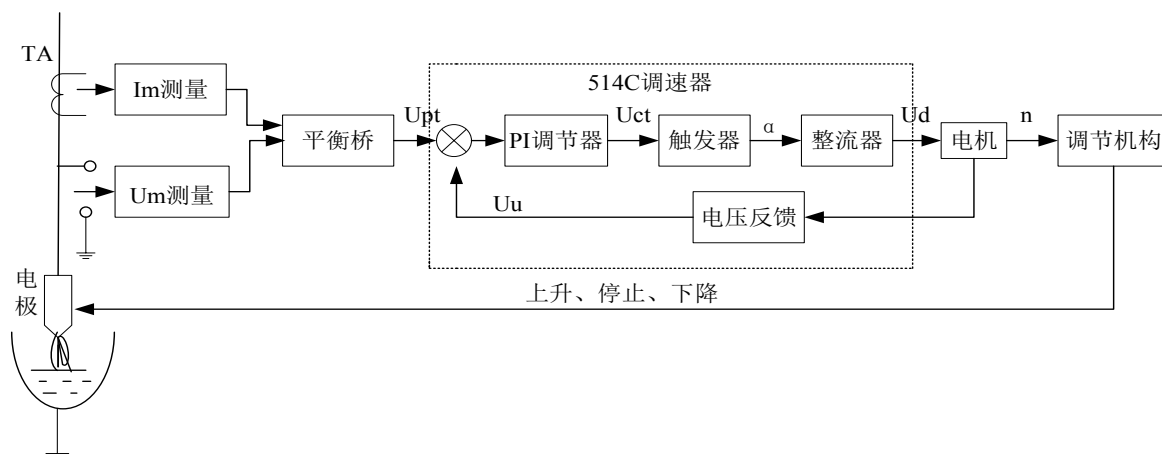 TA
514C调速器
Im测量
Upt
Uct
α
Ud
n
平衡桥
PI调节器
触发器
整流器
电机
调节机构
Um测量
Uu
电压反馈
电
极
上升、停止、下降